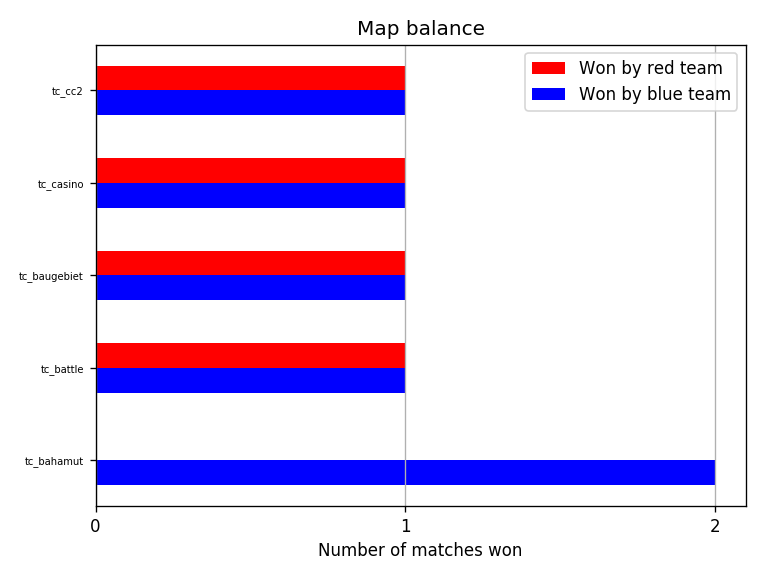 Map balance
Won by red team
Won by blue team
tc_cc2
tc_casino
tc_baugebiet
tc_battle
tc_bahamut
0 1 2
Number of matches won